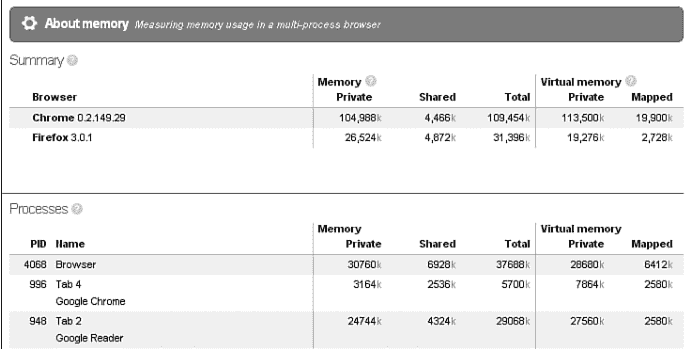 About memory Measuring memory usage in a multi-process browser
Summary ?
Memory ? Virtual memory ?
Browser Private Shared Total Private Mapped
Chrome 0.2.149.29 104,988k 4,466k 109,454k 113,500k 19,900k
Firefox 3.0.1 26,524k 4,872k 31,396k 19,276k 2,728k
Processes ?
Memory Virtual memory
PID Name Private Shared Total Private Mapped
4068 Browser 30760k 6928k 37688k 28680k 6412k
996 Tab 4 3164k 2536k 5700k 7864k 2580k
Google Chrome
948 Tab 2 24744k 4324k 29068k 27560k 2580k
Google Reader